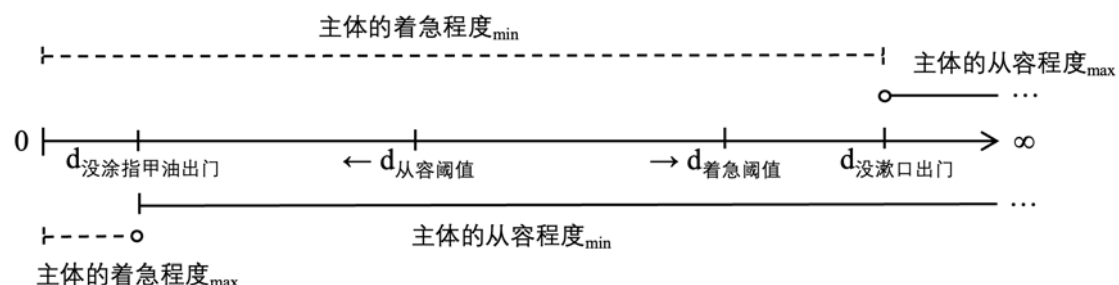 主体的着急程度min
主体的从容程度max
…
0 d没涂指甲油出门 ← d从容阈值 → d着急阈值 d没漱口出门 ∞
…
主体的从容程度min
主体的着急程度max